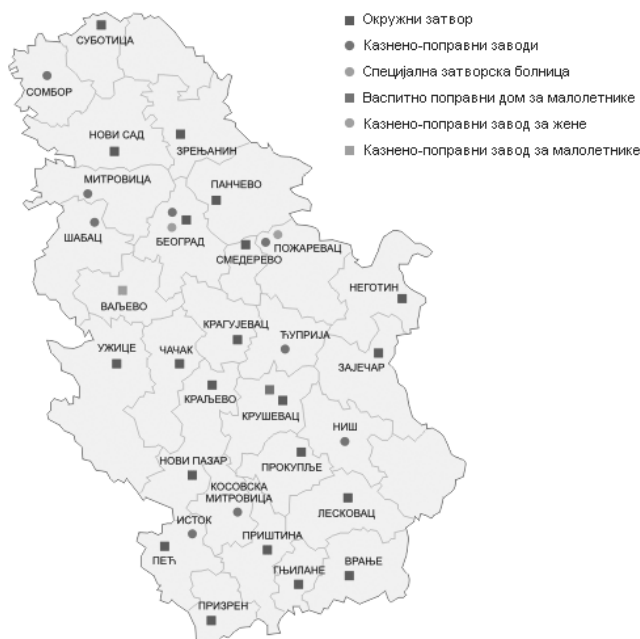 Окружни затвор
Казнено-поправни заводи
Специјална затворска болница
Васпитно поправни дом за малолетнике
Казнено-поправни завод за жене
Казнено-поправни завод за малолетнике
СУБОТИЦА
СОМБОР
НОВИ САД
ЗРЕЊАНИН
МИТРОВИЦА
ПАНЧЕВО
ШАБАЦ
БЕОГРАД
СМЕДЕРЕВО
ПОЖАРЕВАЦ
НЕГОТИН
ВАЉЕВО
КРАГУЈЕВАЦ
ЋУПРИЈА
УЖИЦЕ
ЧАЧАК
ЗАЈЕЧАР
КРАЉЕВО
КРУШЕВАЦ
НИШ
НОВИ ПАЗАР
ПРОКУПЉЕ
КОСОВСКА
МИТРОВИЦА
ЛЕСКОВАЦ
ИСТОК
ПРИШТИНА
ПЕЋ
ГЊИЛАНЕ
ВРАЊЕ
ПРИЗРЕН